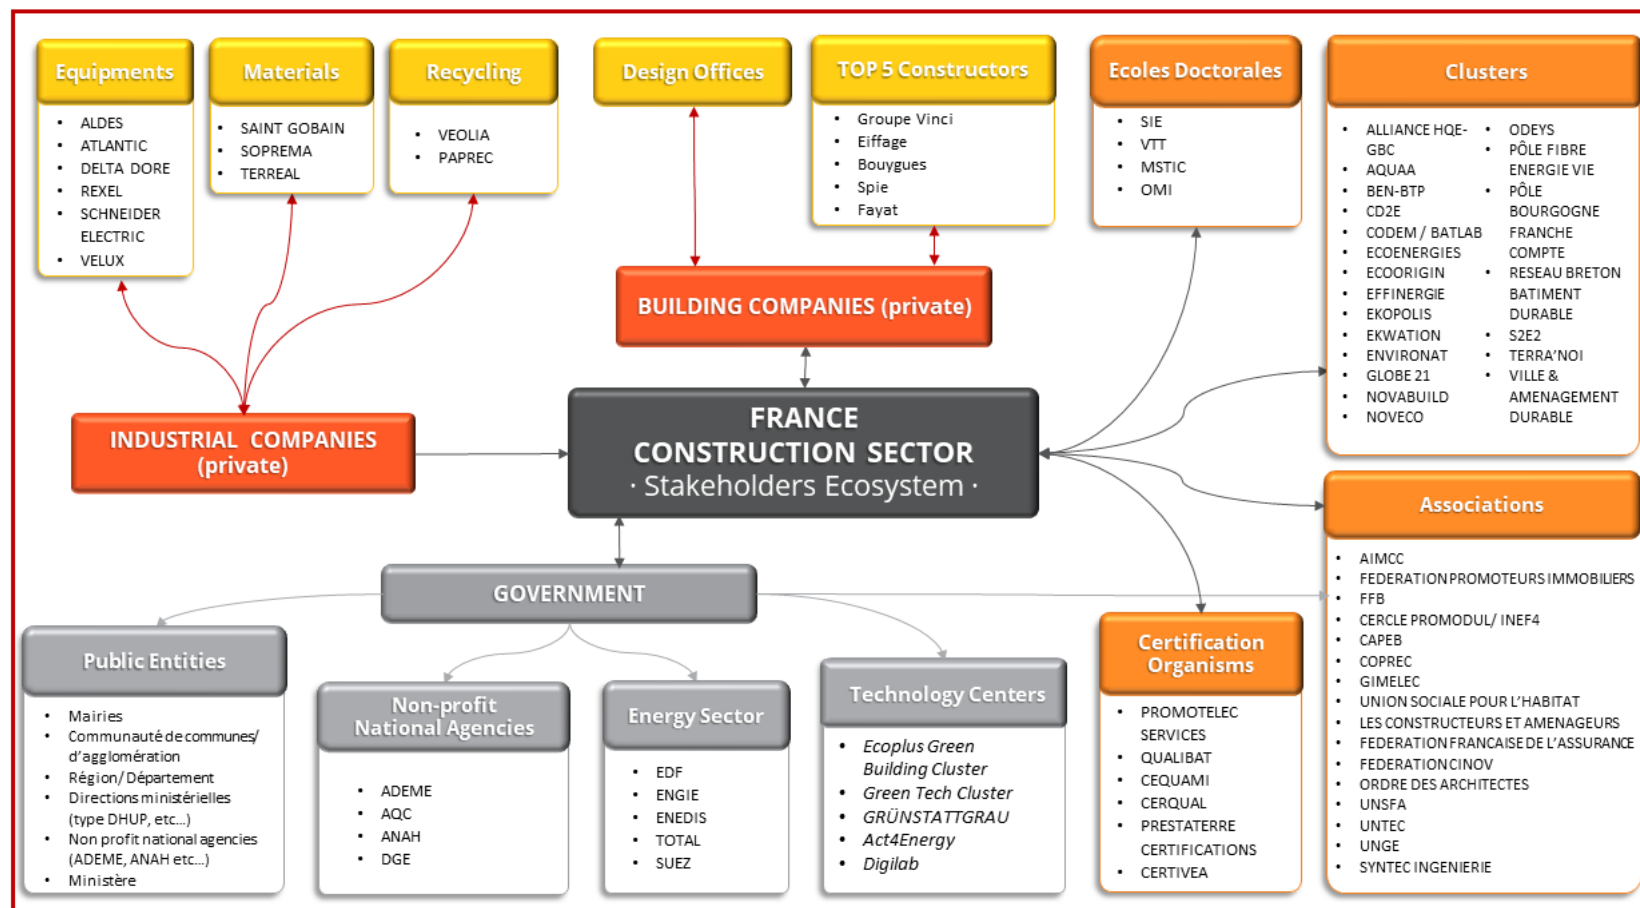 Equipments
• ALDES
• ATLANTIC
• DELTA DORE
• REXEL
• SCHNEIDER
ELECTRIC
• VELUX
Materials
• SAINT GOBAIN
• SOPREMA
• TERREAL
Recycling
• VEOLIA
• PAPREC
Design Offices
TOP 5 Constructors
• Groupe Vinci
• Eiffage
• Bouygues
• Spie
• Fayat
Ecoles Doctorales
• SIE
• VTT
• MSTIC
• OMI
Clusters
• ALLIANCE HQE-
GBC
• AQUAA
• BEN-BTP
• CD2E
• CODEM / BATLAB
• ECOENERGIES
• ECOORIGIN
• EFFINERGIE
• EKOPOLIS
• EKWATION
• ENVIRONAT
• GLOBE 21
• NOVABUILD
• NOVECO
• ODEYS
• PÔLE FIBRE
ENERGIE VIE
• PÔLE
BOURGOGNE
FRANCHE
COMPTE
• RESEAU BRETON
BATIMENT
DURABLE
• S2E2
• TERRA'NOI
• VILLE &
AMENAGEMENT
DURABLE
BUILDING COMPANIES (private)
INDUSTRIAL COMPANIES
(private)
FRANCE
CONSTRUCTION SECTOR
· Stakeholders Ecosystem ·
GOVERNMENT
Public Entities
• Mairies
• Communauté de communes/
d'agglomération
• Région/ Département
• Directions ministérielles
(type DHUP, etc...)
• Non profit national agencies
(ADEME, ANAH etc...)
• Ministère
Non-profit
National Agencies
• ADEME
• AQC
• ANAH
• DGE
Energy Sector
• EDF
• ENGIE
• ENEDIS
• TOTAL
• SUEZ
Technology Centers
• Ecoplus Green
Building Cluster
• Green Tech Cluster
• GRÜNSTATTGRAU
• Act4Energy
• Digilab
Certification
Organisms
• PROMOTELEC
SERVICES
• QUALIBAT
• CEQUAMI
• CERQUAL
• PRESTATERRE
CERTIFICATIONS
• CERTIVEA
Associations
• AIMCC
• FEDERATION PROMOTEURS IMMOBILIERS
• FFB
• CERCLE PROMODUL/ INEF4
• CAPEB
• COPREC
• GIMELEC
• UNION SOCIALE POUR L'HABITAT
• LES CONSTRUCTEURS ET AMENAGEURS
• FEDERATION FRANCAISE DE L'ASSURANCE
• FEDERATION CINOV
• ORDRE DES ARCHITECTES
• UNSFA
• UNTEC
• UNGE
• SYNTEC INGENIERIE